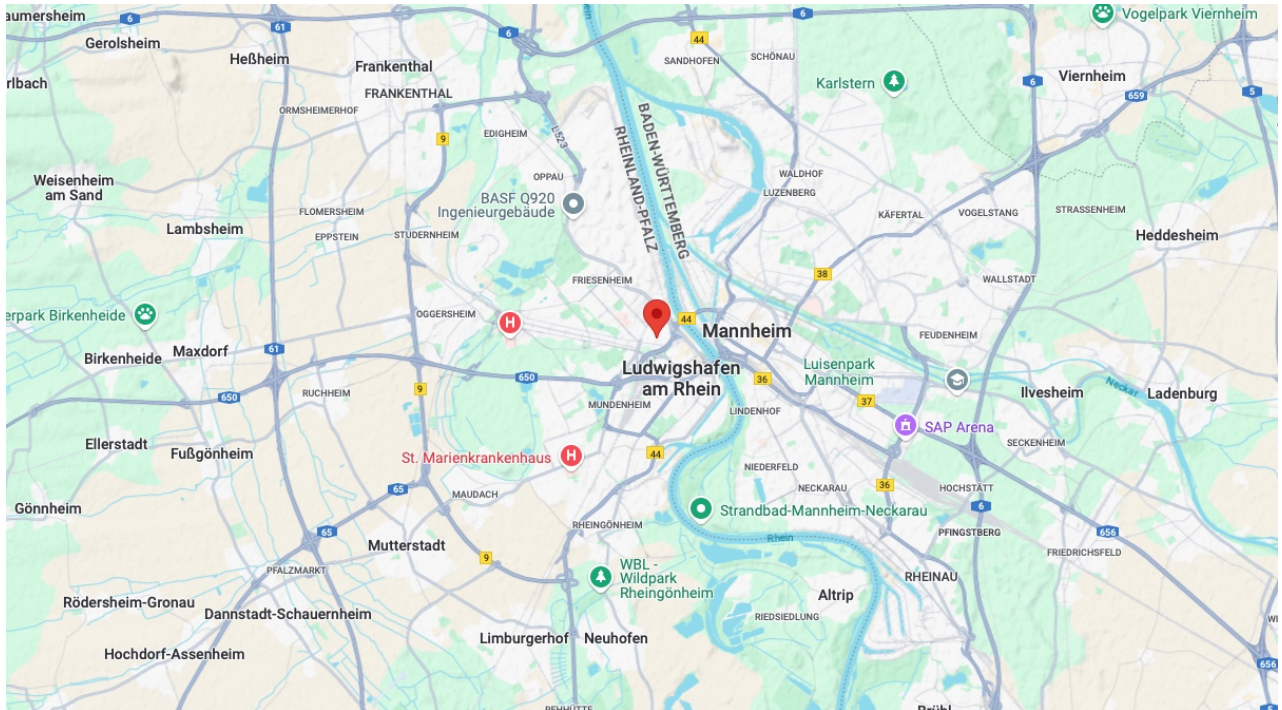 aumersheim
Gerolsheim
61
Heßheim
Frankenthal
FRANKENTHAL
6
44
SANDHOFEN
SCHÖNAU
6
Karlstern
Vogelpark Viernheim
Viernheim
6
659
5
rlbach
ORMSHEIMERHOF
9
EDIGHEIM
L523
OPPAU
BADEN-WÜRTTEMBERG
RHEINLAND-PFALZ
WALDHOF
LUZENBERG
Weisenheim
am Sand
BASF Q920
Ingenieurgebäude
FLOMERSHEIM
EPPSTEIN
STUDERNHEIM
Lambsheim
KÄFERTAL
VOGELSTANG
STRASSENHEIM
Heddesheim
FRIESENHEIM
38
WALLSTADT
erpark Birkenheide
OGGERSHEIM
H
44
Mannheim
FEUDENHEIM
Birkenheide
Maxdorf
61
Ludwigshafen
am Rhein
Luisenpark
Mannheim
650
9
650
RUCHHEIM
MUNDENHEIM
36
LINDENHOF
37
Ilvesheim
Neckar
Ladenburg
SAP Arena
SECKENHEIM
Ellerstadt
Fußgönheim
St. Marienkrankenhaus
H
44
NIEDERFELD
NECKARAU
36
HOCHSTÄTT
65
MAUDACH
Gönnheim
Strandbad-Mannheim-Neckarau
6
65
RHEINGÖNHEIM
Rhein
PFINGSTBERG
656
FRIEDRICHSFELD
Mutterstadt
9
PFALZMARKT
WBL -
Wildpark
Rheingönheim
RHEINAU
Altrip
Rödersheim-Gronau
Dannstadt-Schauernheim
RIEDSIEDLUNG
Limburgerhof
Neuhofen
Hochdorf-Assenheim
656
6
5
REHHÜTTE
Brühl